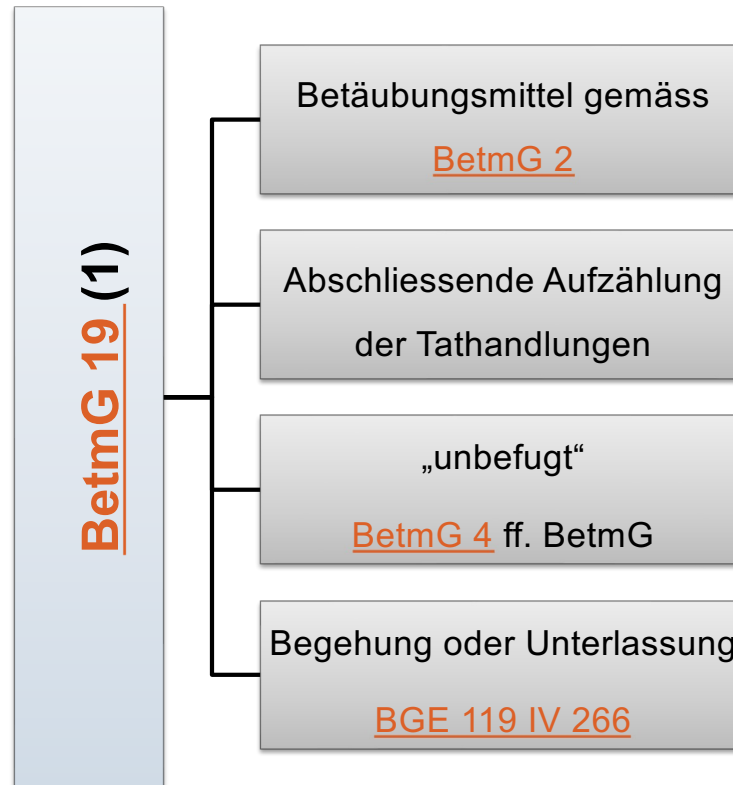 BetmG 19 (1)
Betäubungsmittel gemäss
BetmG 2
Abschliessende Aufzählung
der Tathandlungen
„unbefugt“
BetmG 4 ff. BetmG
Begehung oder Unterlassung
BGE 119 IV 266